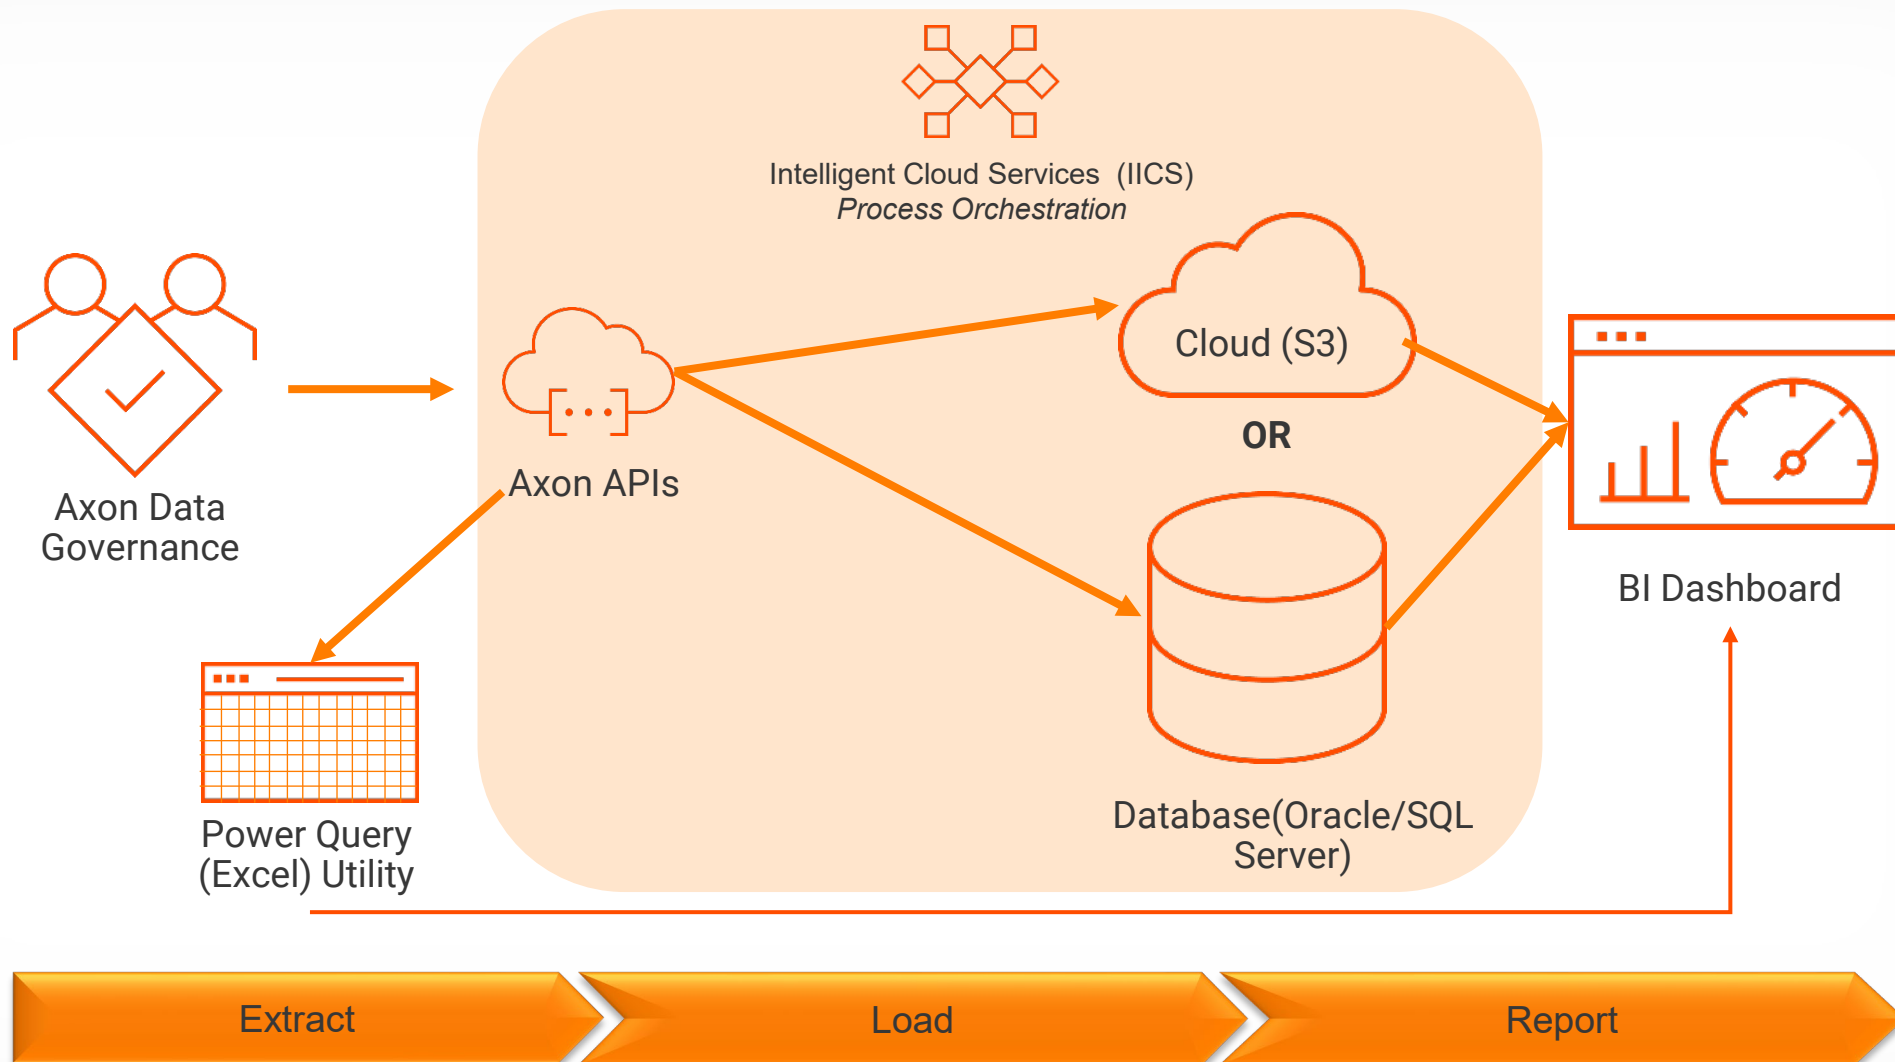 Intelligent Cloud Services  (IICS)
Process Orchestration
Cloud (S3)
OR
Axon APIs
Axon Data
Governance
BI Dashboard
Power Query
(Excel) Utility
Database(Oracle/SQL
Server)
Extract
Load
Report